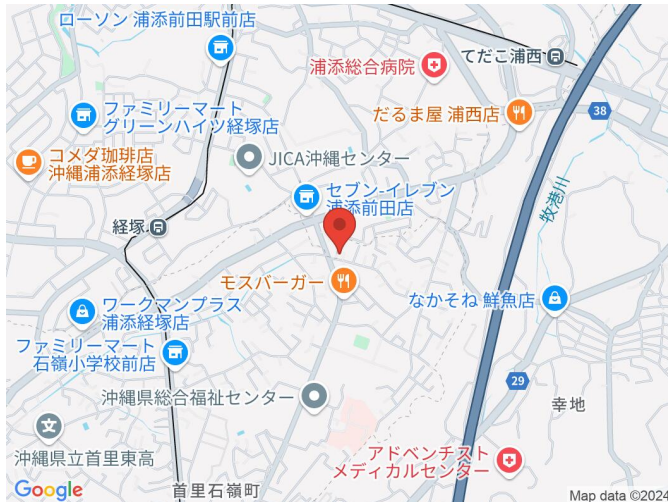 ローソン 浦添前田駅前店
浦添総合病院
てだこ浦西
ファミリーマート
グリーンハイツ経塚店
だるま屋 浦西店
38
コメダ珈琲店
沖縄浦添経塚店
JICA沖縄センター
セブン-イレブン
浦添前田店
牧港川
経塚
モスバーガー
なかそね 鮮魚店
ワークマンプラス
浦添経塚店
ファミリーマート
石嶺小学校前店
29
沖縄県総合福祉センター
幸地
沖縄県立首里東高
アドベンチスト
メディカルセンター
首里石嶺町
Google
Map data ©2024